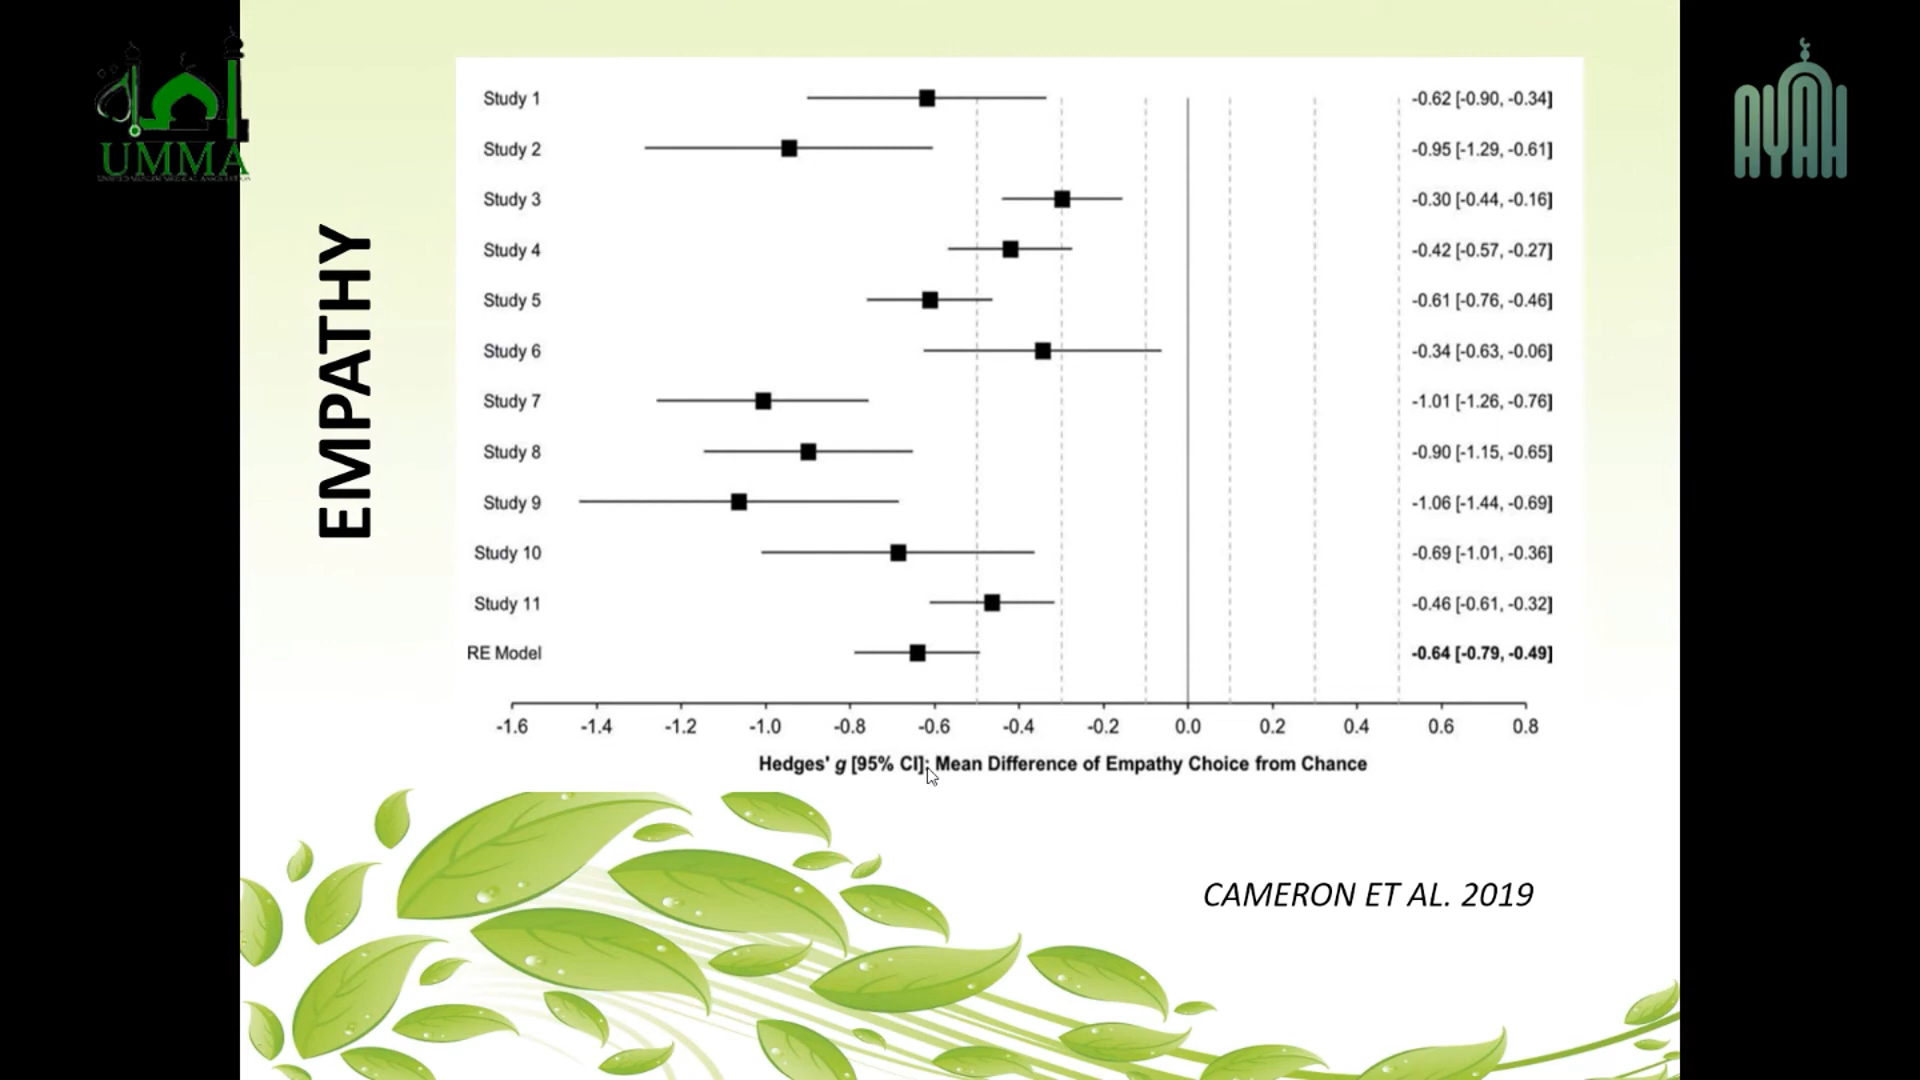 UMMA
AYAH
EMPATHY
Study 1 -0.62 [-0.90, -0.34]
Study 2 -0.95 [-1.29, -0.61]
Study 3 -0.30 [-0.44, -0.16]
Study 4 -0.42 [-0.57, -0.27]
Study 5 -0.61 [-0.76, -0.46]
Study 6 -0.34 [-0.63, -0.06]
Study 7 -1.01 [-1.26, -0.76]
Study 8 -0.90 [-1.15, -0.65]
Study 9 -1.06 [-1.44, -0.69]
Study 10 -0.69 [-1.01, -0.36]
Study 11 -0.46 [-0.61, -0.32]
RE Model -0.64 [-0.79, -0.49]
-1.6 -1.4 -1.2 -1.0 -0.8 -0.6 -0.4 -0.2 0.0 0.2 0.4 0.6 0.8
Hedges' g [95% CI]; Mean Difference of Empathy Choice from Chance
CAMERON ET AL. 2019